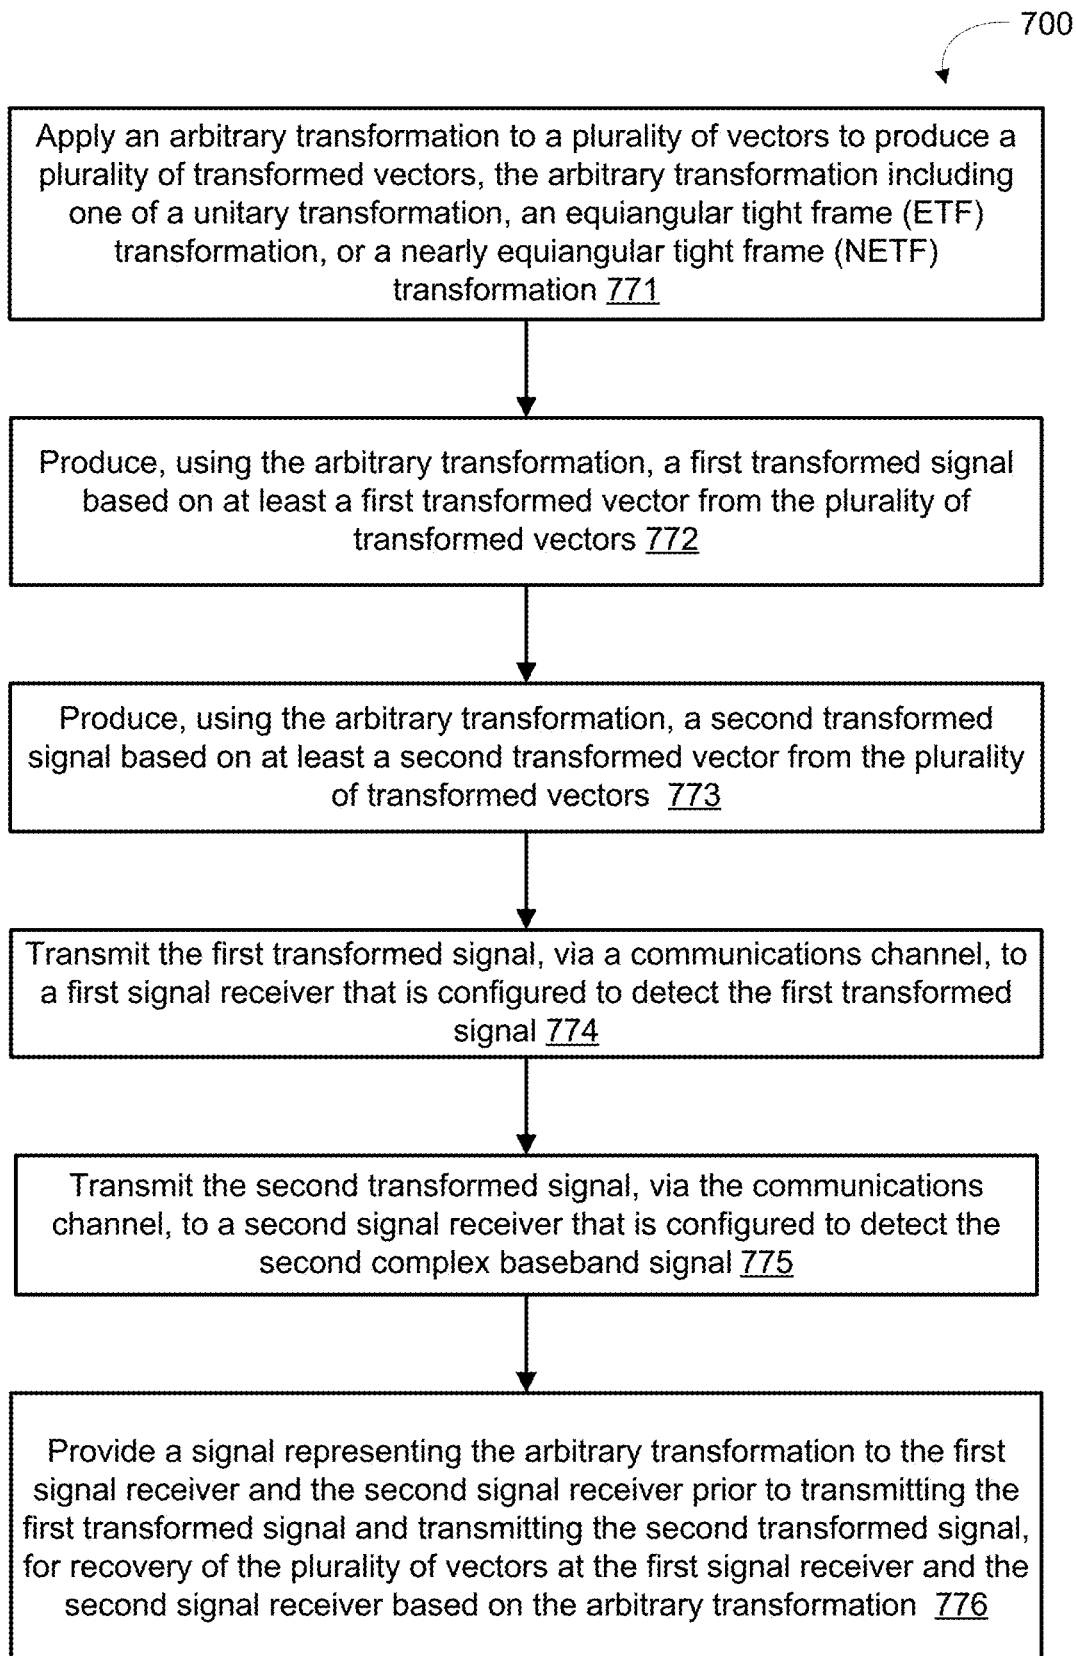 700
Apply an arbitrary transformation to a plurality of vectors to produce a
plurality of transformed vectors, the arbitrary transformation including
one of a unitary transformation, an equiangular tight frame (ETF)
transformation, or a nearly equiangular tight frame (NETF)
transformation 771
Produce, using the arbitrary transformation, a first transformed signal
based on at least a first transformed vector from the plurality of
transformed vectors 772
Produce, using the arbitrary transformation, a second transformed
signal based on at least a second transformed vector from the plurality
of transformed vectors 773
Transmit the first transformed signal, via a communications channel, to
a first signal receiver that is configured to detect the first transformed
signal 774
Transmit the second transformed signal, via the communications
channel, to a second signal receiver that is configured to detect the
second complex baseband signal 775
Provide a signal representing the arbitrary transformation to the first
signal receiver and the second signal receiver prior to transmitting the
first transformed signal and transmitting the second transformed signal,
for recovery of the plurality of vectors at the first signal receiver and the
second signal receiver based on the arbitrary transformation 776